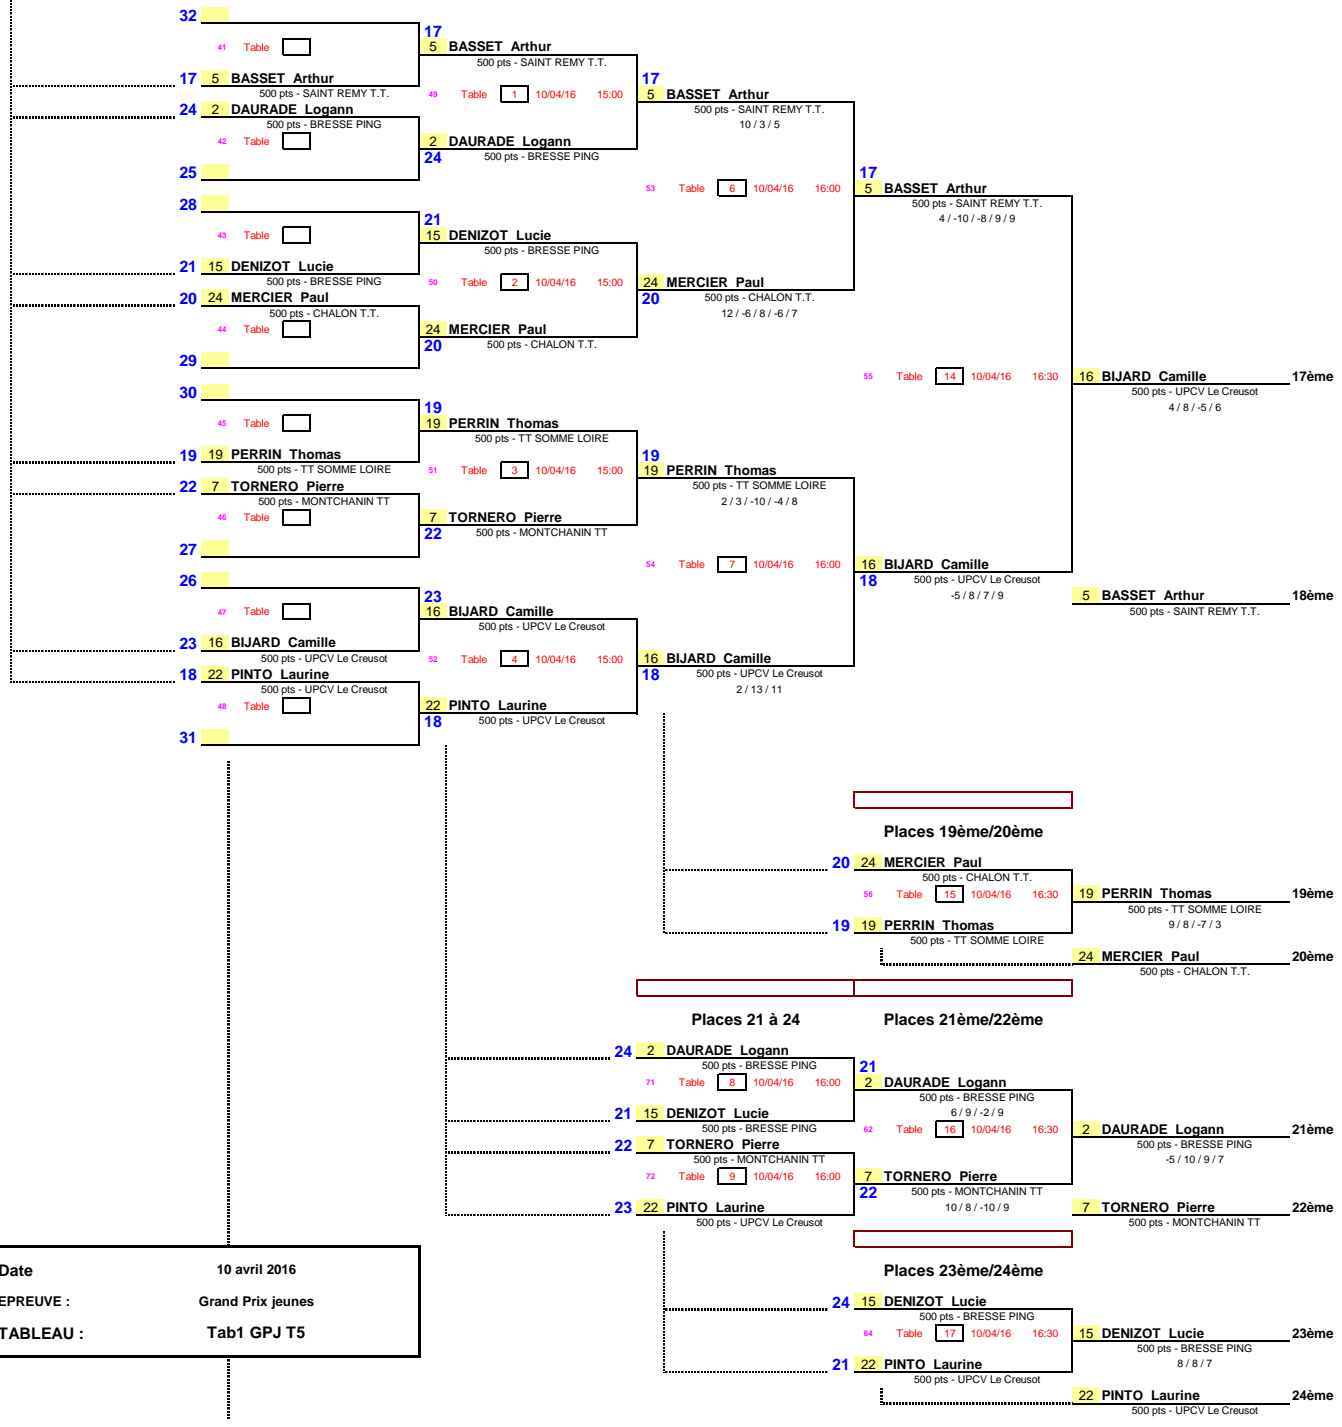 32
17
41 Table 5 BASSET Arthur
500 pts - SAINT REMY T.T.
17 5 BASSET Arthur 17
500 pts - SAINT REMY T.T. 49 Table 1 10/04/16 15:00 5 BASSET Arthur
24 2 DAURADE Logann 500 pts - SAINT REMY T.T.
500 pts - BRESSE PING 10 / 3 / 5
42 Table 2 DAURADE Logann
24 500 pts - BRESSE PING
25 17
53 Table 6 10/04/16 16:00 5 BASSET Arthur
28 500 pts - SAINT REMY T.T.
21 4 / -10 / -8 / 9 / 9
43 Table 15 DENIZOT Lucie
500 pts - BRESSE PING
21 15 DENIZOT Lucie
500 pts - BRESSE PING 50 Table 2 10/04/16 15:00 24 MERCIER Paul
20 24 MERCIER Paul 20 500 pts - CHALON T.T.
500 pts - CHALON T.T. 12 / -6 / 8 / -6 / 7
44 Table 24 MERCIER Paul
20 500 pts - CHALON T.T.
29
55 Table 14 10/04/16 16:30 16 BIJARD Camille 17ème
30 500 pts - UPCV Le Creusot
19 4 / 8 / -5 / 6
45 Table 19 PERRIN Thomas
500 pts - TT SOMME LOIRE
19 19 PERRIN Thomas 19
500 pts - TT SOMME LOIRE 51 Table 3 10/04/16 15:00 19 PERRIN Thomas
22 7 TORNERO Pierre 500 pts - TT SOMME LOIRE
500 pts - MONTCHANIN TT 2 / 3 / -10 / -4 / 8
46 Table 7 TORNERO Pierre
22 500 pts - MONTCHANIN TT
27
54 Table 7 10/04/16 16:00 16 BIJARD Camille
26 18 500 pts - UPCV Le Creusot
23 -5 / 8 / 7 / 9 5 BASSET Arthur 18ème
47 Table 16 BIJARD Camille 500 pts - SAINT REMY T.T.
500 pts - UPCV Le Creusot
23 16 BIJARD Camille
500 pts - UPCV Le Creusot 52 Table 4 10/04/16 15:00 16 BIJARD Camille
18 22 PINTO Laurine 18 500 pts - UPCV Le Creusot
500 pts - UPCV Le Creusot 2 / 13 / 11
48 Table 22 PINTO Laurine
18 500 pts - UPCV Le Creusot
31
Places 19ème/20ème
20 24 MERCIER Paul
500 pts - CHALON T.T.
56 Table 15 10/04/16 16:30 19 PERRIN Thomas 19ème
500 pts - TT SOMME LOIRE
19 19 PERRIN Thomas 9 / 8 / -7 / 3
500 pts - TT SOMME LOIRE
24 MERCIER Paul 20ème
500 pts - CHALON T.T.
Places 21 à 24 Places 21ème/22ème
24 2 DAURADE Logann
500 pts - BRESSE PING 21
71 Table 8 10/04/16 16:00 2 DAURADE Logann
500 pts - BRESSE PING
21 15 DENIZOT Lucie 6 / 9 / -2 / 9
500 pts - BRESSE PING 62 Table 16 10/04/16 16:30 2 DAURADE Logann 21ème
22 7 TORNERO Pierre 500 pts - BRESSE PING
500 pts - MONTCHANIN TT -5 / 10 / 9 / 7
72 Table 9 10/04/16 16:00 7 TORNERO Pierre
22 500 pts - MONTCHANIN TT
23 22 PINTO Laurine 10 / 8 / -10 / 9 7 TORNERO Pierre 22ème
500 pts - UPCV Le Creusot 500 pts - MONTCHANIN TT
Date 10 avril 2016
Places 23ème/24ème
EPREUVE : Grand Prix jeunes
24 15 DENIZOT Lucie
500 pts - BRESSE PING
TABLEAU : Tab1 GPJ T5
64 Table 17 10/04/16 16:30 15 DENIZOT Lucie 23ème
500 pts - BRESSE PING
21 22 PINTO Laurine 8 / 8 / 7
500 pts - UPCV Le Creusot
22 PINTO Laurine 24ème
500 pts - UPCV Le Creusot